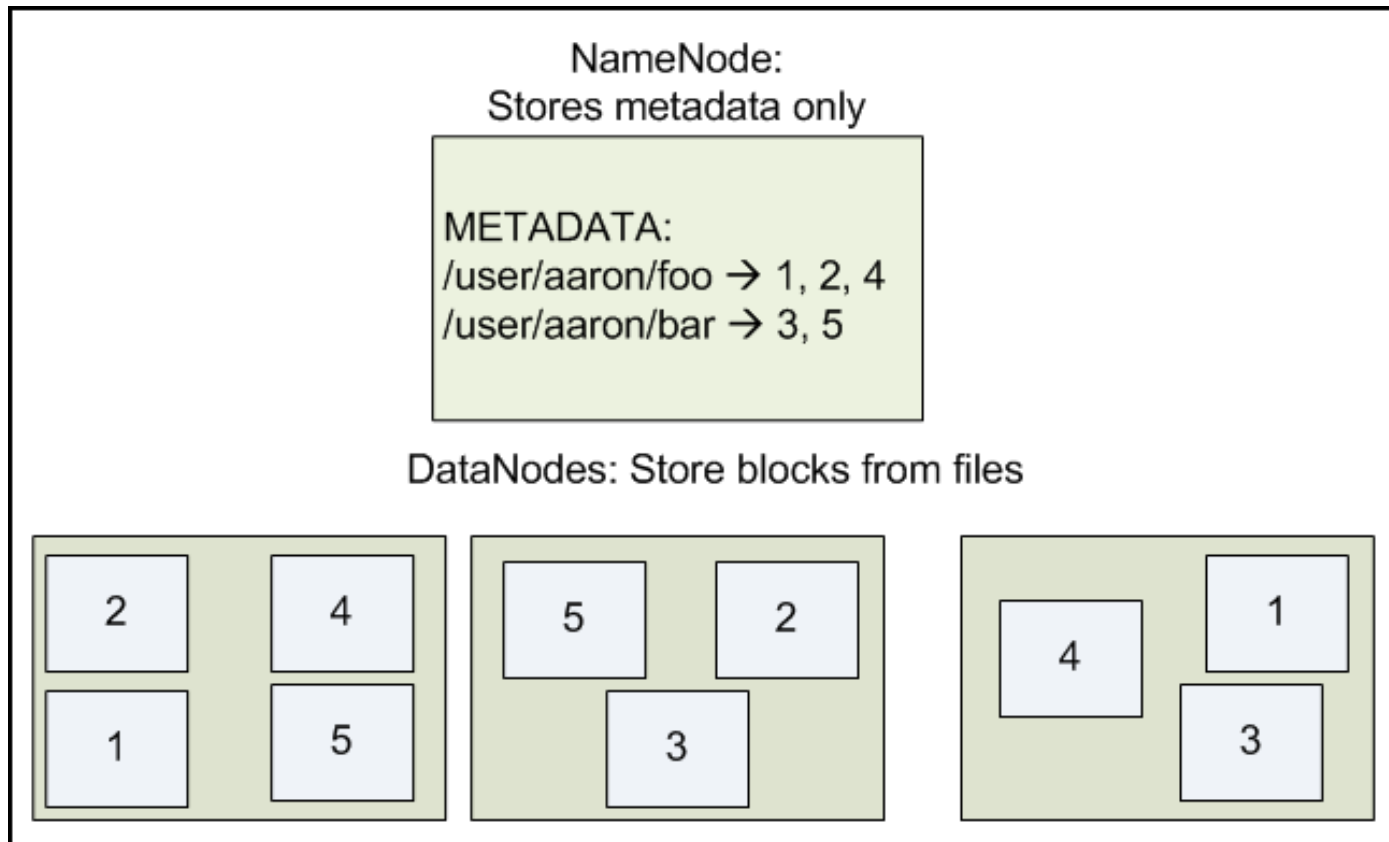 NameNode:
Stores metadata only
METADATA:
/user/aaron/foo → 1, 2, 4
/user/aaron/bar → 3, 5
DataNodes: Store blocks from files
2
4
1
5
5
2
3
4
1
3